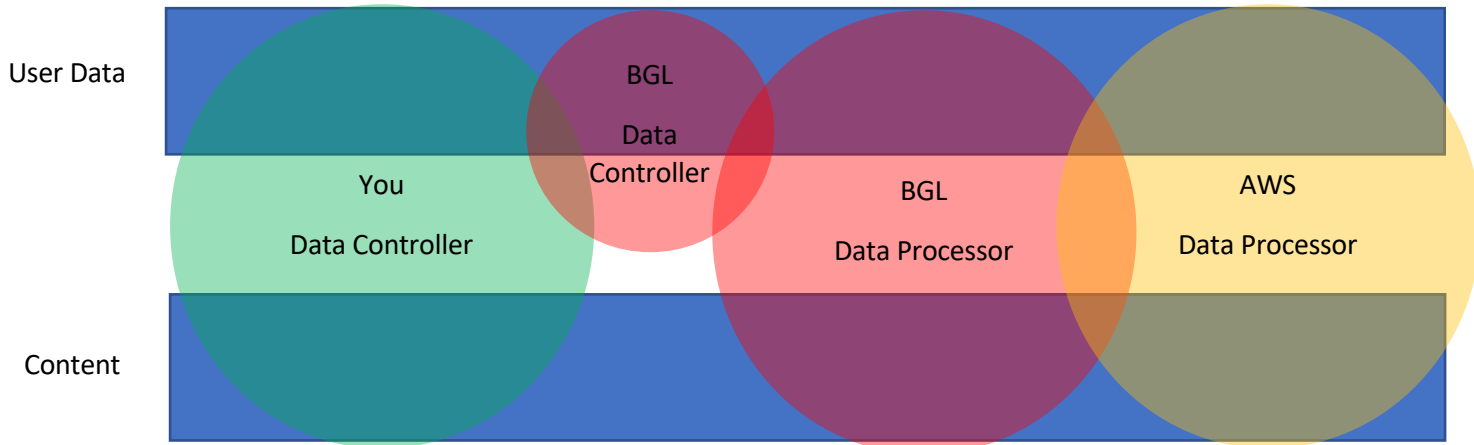 User Data
BGL
Data
Controller
You
Data Controller
BGL
Data Processor
AWS
Data Processor
Content